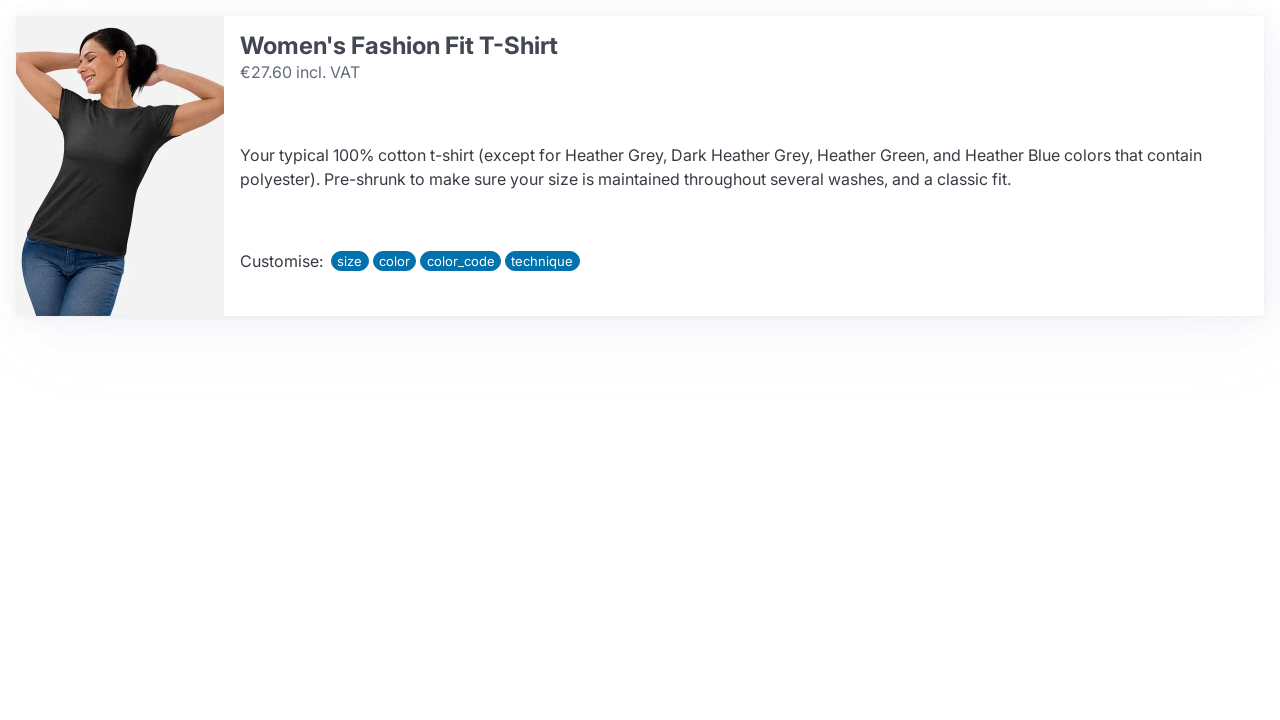 Women's Fashion Fit T-Shirt
€27.60 incl. VAT
Your typical 100% cotton t-shirt (except for Heather Grey, Dark Heather Grey, Heather Green, and Heather Blue colors that contain
polyester). Pre-shrunk to make sure your size is maintained throughout several washes, and a classic fit.
Customise: size color color_code technique